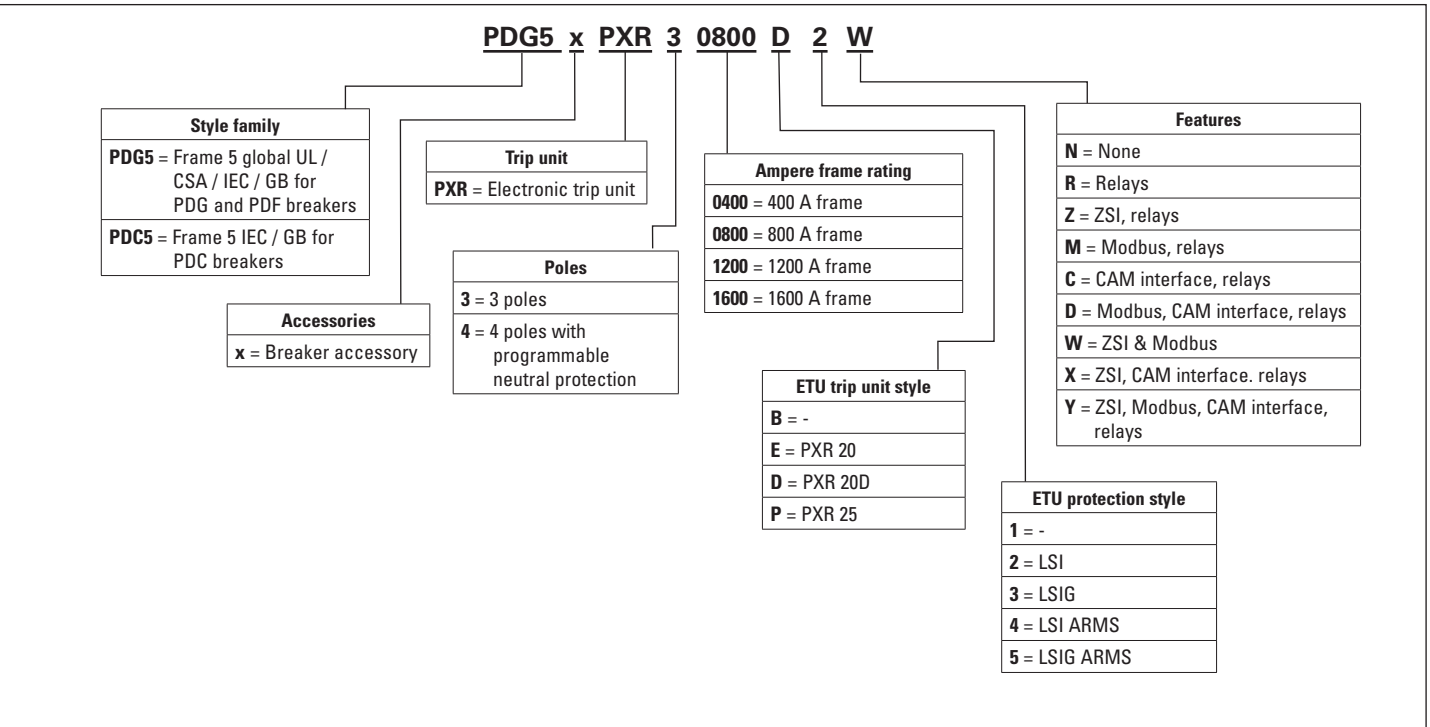 PDG5 x PXR 3 0800 D 2 W
Style family
PDG5 = Frame 5 global UL /
CSA / IEC / GB for
PDG and PDF breakers
PDC5 = Frame 5 IEC / GB for
PDC breakers
Accessories
x = Breaker accessory
Trip unit
PXR = Electronic trip unit
Poles
3 = 3 poles
4 = 4 poles with
programmable
neutral protection
Ampere frame rating
0400 = 400 A frame
0800 = 800 A frame
1200 = 1200 A frame
1600 = 1600 A frame
ETU trip unit style
B = -
E = PXR 20
D = PXR 20D
P = PXR 25
ETU protection style
1 = -
2 = LSI
3 = LSIG
4 = LSI ARMS
5 = LSIG ARMS
Features
N = None
R = Relays
Z = ZSI, relays
M = Modbus, relays
C = CAM interface, relays
D = Modbus, CAM interface, relays
W = ZSI & Modbus
X = ZSI, CAM interface. relays
Y = ZSI, Modbus, CAM interface,
relays